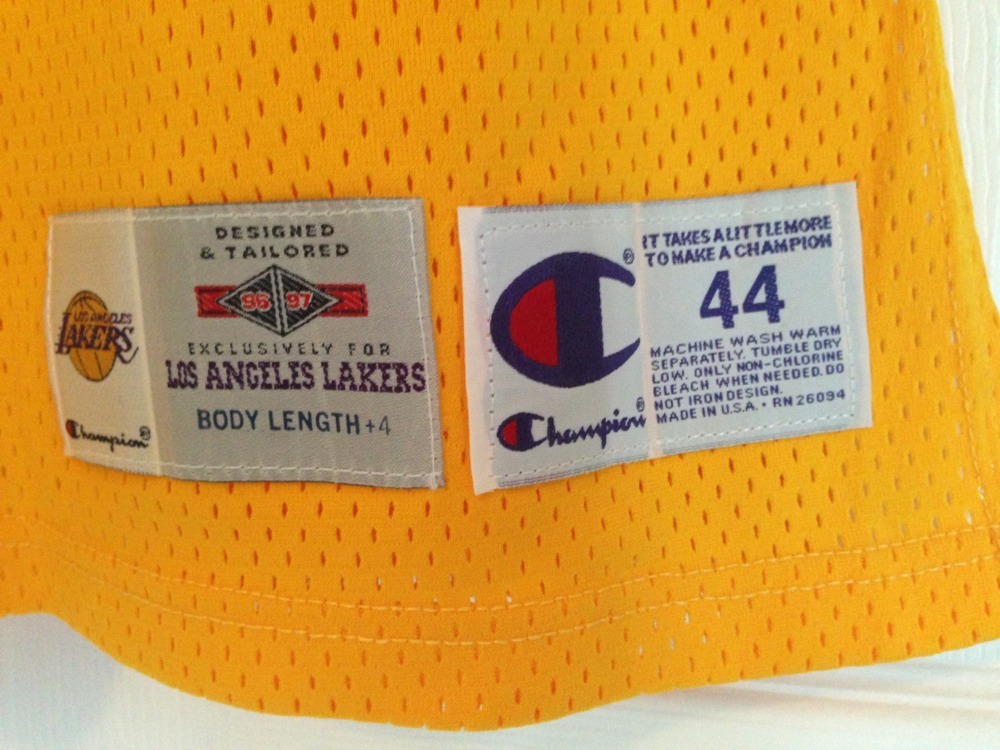 LOS ANGELES
LAKERS
Champion®
DESIGNED
& TAILORED
96 97
EXCLUSIVELY FOR
LOS ANGELES LAKERS
BODY LENGTH +4
®
Champion®
IT TAKES A LITTLE MORE
TO MAKE A CHAMPION
44
MACHINE WASH WARM
SEPARATELY. TUMBLE DRY
LOW. ONLY NON-CHLORINE
BLEACH WHEN NEEDED. DO
NOT IRON DESIGN.
MADE IN U.S.A. • RN 26094